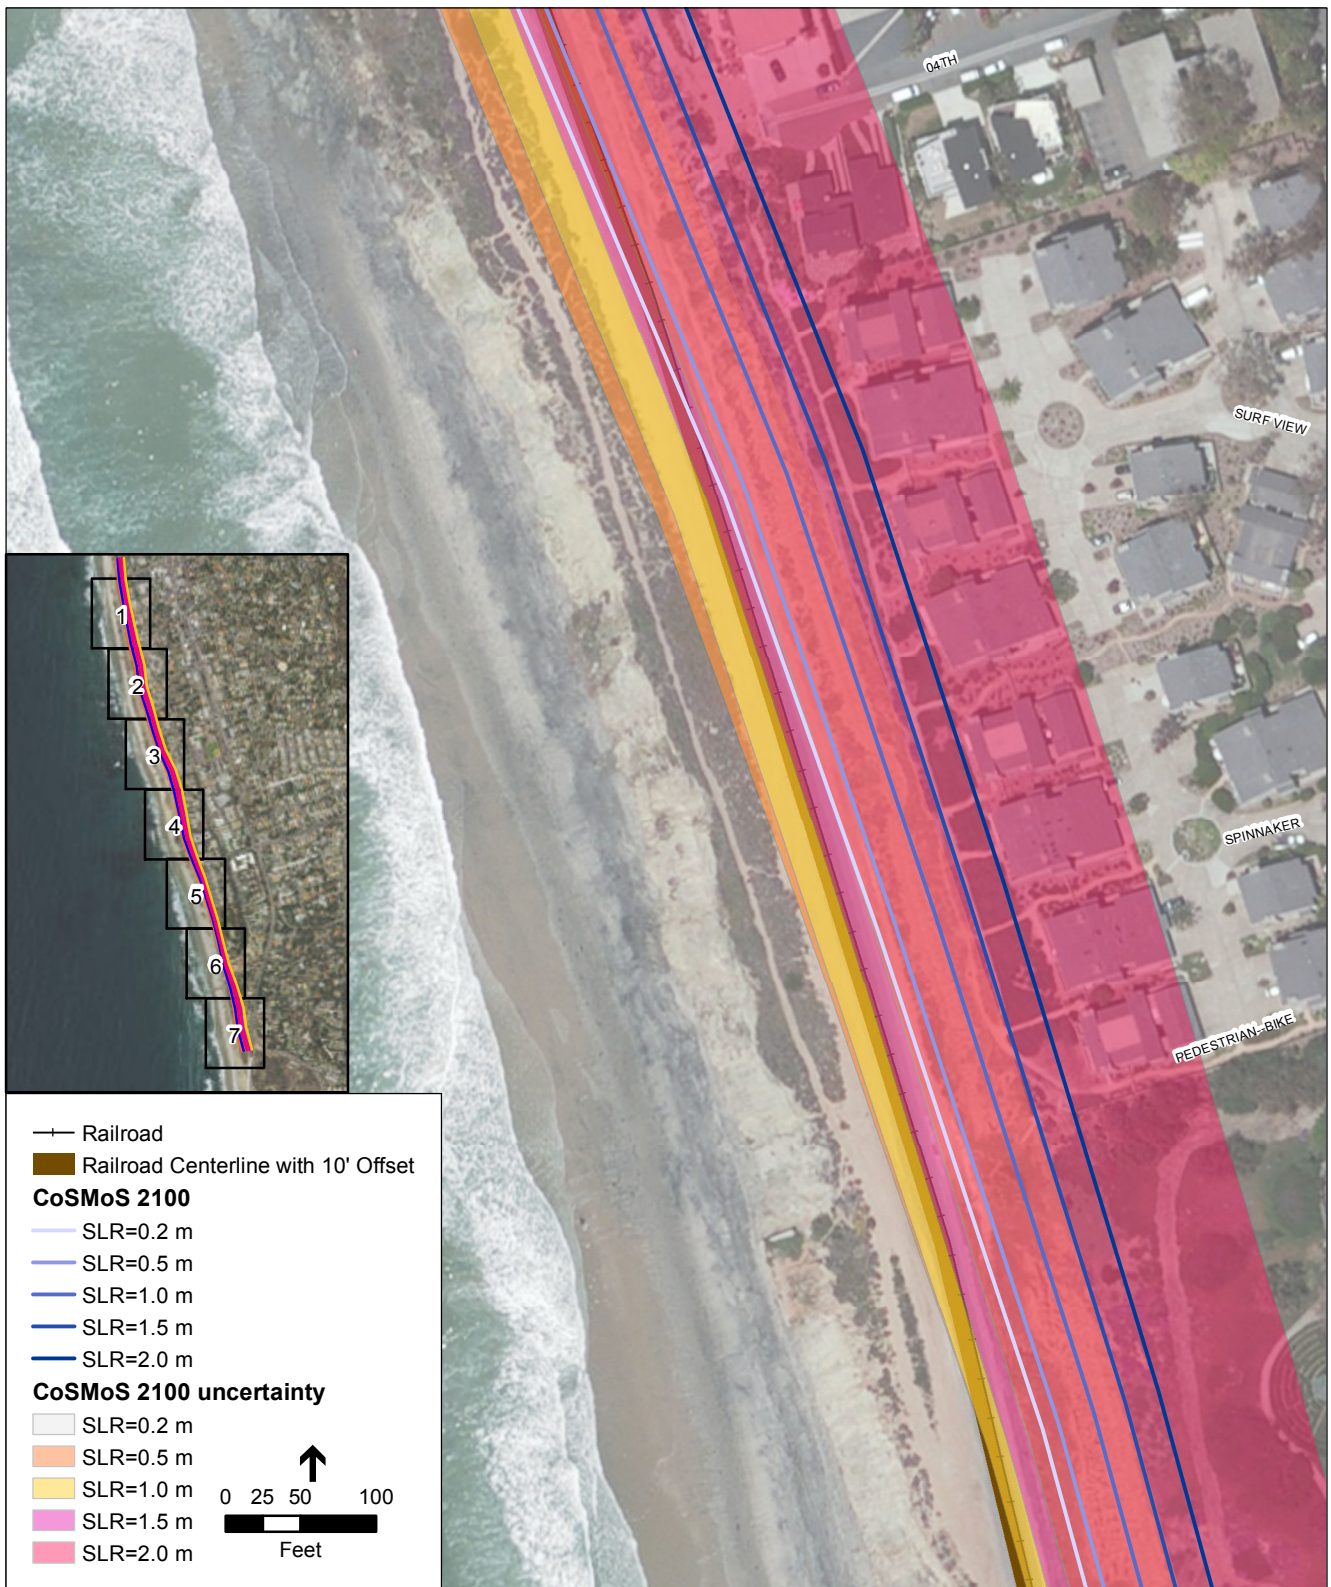 04TH
SURF VIEW
SPINNAKER
PEDESTRIAN--BIKE
1
2
3
4
5
6
7
Railroad
Railroad Centerline with 10' Offset
CoSMoS 2100
SLR=0.2 m
SLR=0.5 m
SLR=1.0 m
SLR=1.5 m
SLR=2.0 m
CoSMoS 2100 uncertainty
SLR=0.2 m
SLR=0.5 m
SLR=1.0 m
SLR=1.5 m
SLR=2.0 m
0 25 50 100
Feet